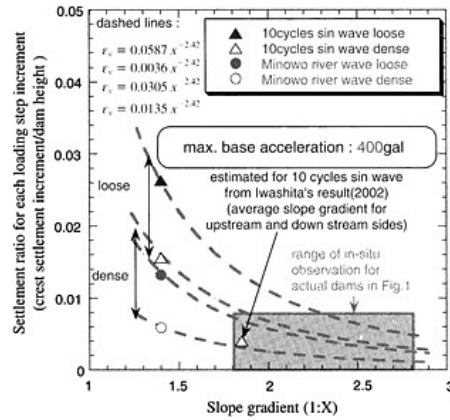 0.05
0.04
0.03
0.02
0.01
0
1
1.5
2
2.5
3
Settlement ratio for each loading step increment
(crest settlement increment/dam height)
Slope gradient (1:X)
dashed lines :
εᵥ = 0.0587 x⁻²·⁴²
εᵥ = 0.0036 x⁻²·⁴²
εᵥ = 0.0305 x⁻²·⁴²
εᵥ = 0.0135 x⁻²·⁴²
10cycles sin wave loose
10cycles sin wave dense
Minowo river wave loose
Minowo river wave dense
max. base acceleration : 400gal
estimated for 10 cycles sin wave
from Iwashita's result(2002)
(average slope gradient for
upstream and down stream sides)
loose
dense
range of in-situ
observation for
actual dams in Fig.1